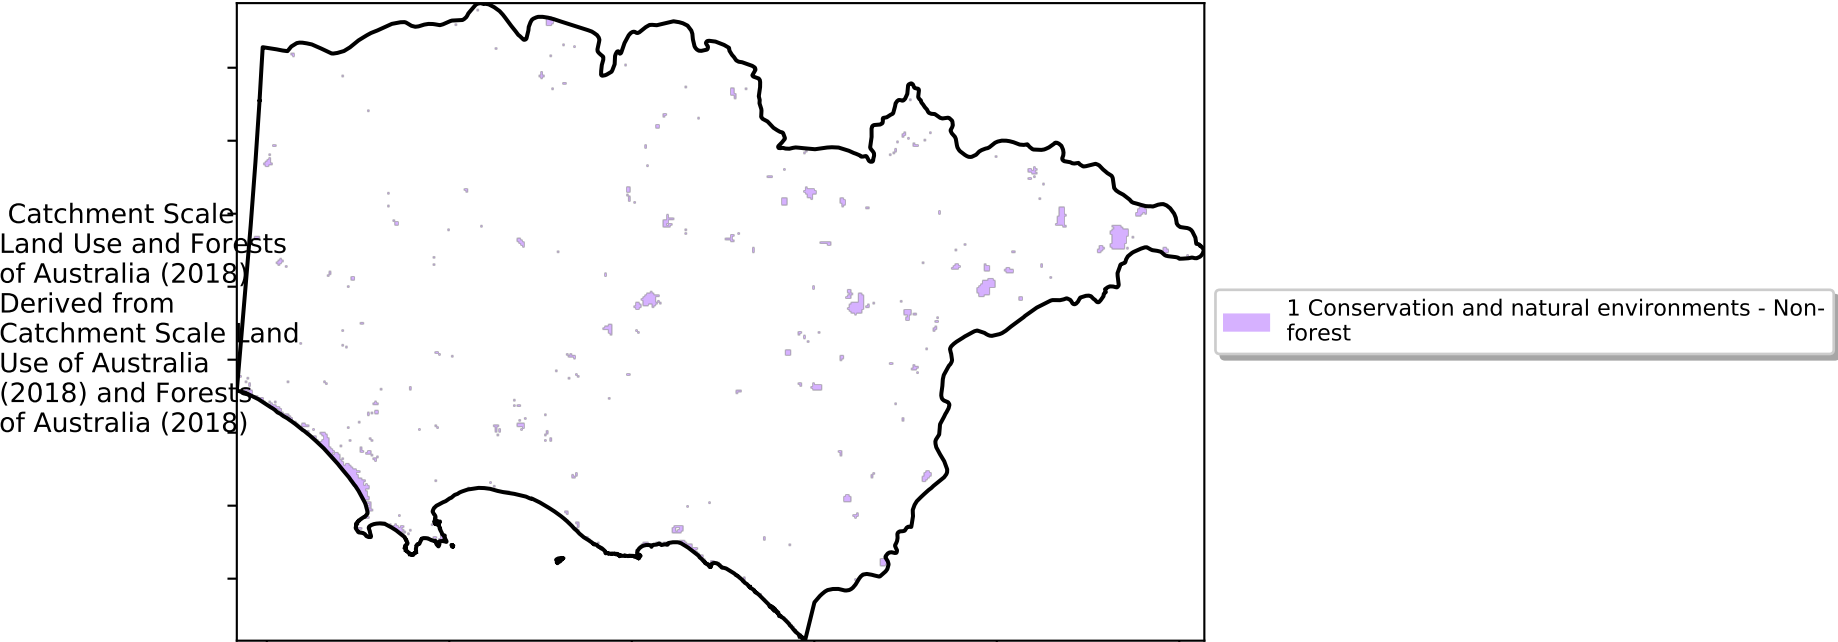 Catchment Scale
Land Use and Forests
of Australia (2018)
Derived from
Catchment Scale Land
Use of Australia
(2018) and Forests
of Australia (2018)
1 Conservation and natural environments - Non-
forest